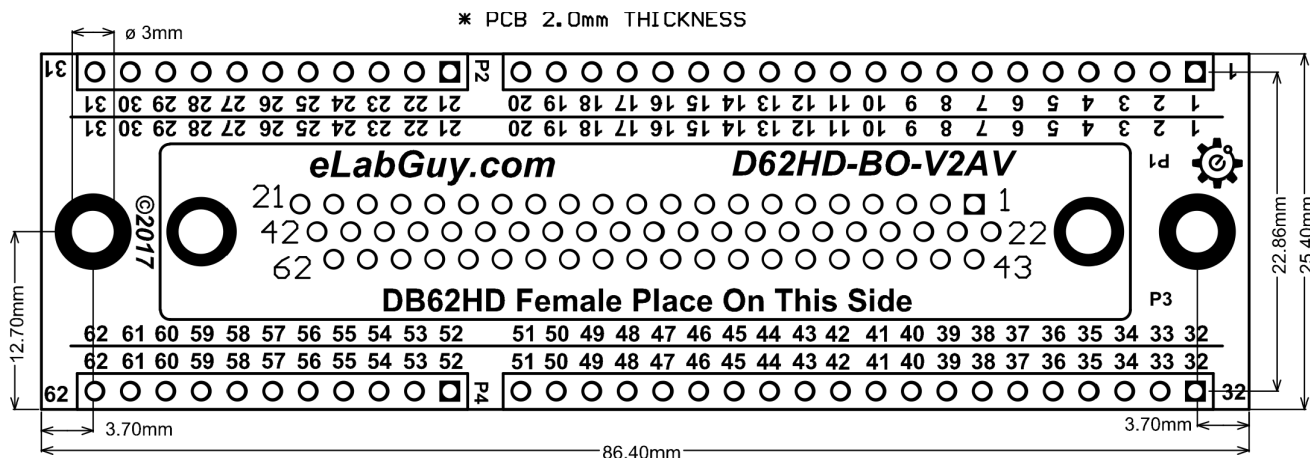 * PCB 2.0mm THICKNESS
ø 3mm
31 P2 1
31 30 29 28 27 26 25 24 23 22 21 20 19 18 17 16 15 14 13 12 11 10 9 8 7 6 5 4 3 2 1
31 30 29 28 27 26 25 24 23 22 21 20 19 18 17 16 15 14 13 12 11 10 9 8 7 6 5 4 3 2 1
eLabGuy.com D62HD-BO-V2AV P1
e
21 1
©2017
42 22
62 43
DB62HD Female Place On This Side P3
62 61 60 59 58 57 56 55 54 53 52 51 50 49 48 47 46 45 44 43 42 41 40 39 38 37 36 35 34 33 32
62 61 60 59 58 57 56 55 54 53 52 51 50 49 48 47 46 45 44 43 42 41 40 39 38 37 36 35 34 33 32
62 P4 32
12.70mm
22.86mm
25.40mm
3.70mm
3.70mm
86.40mm